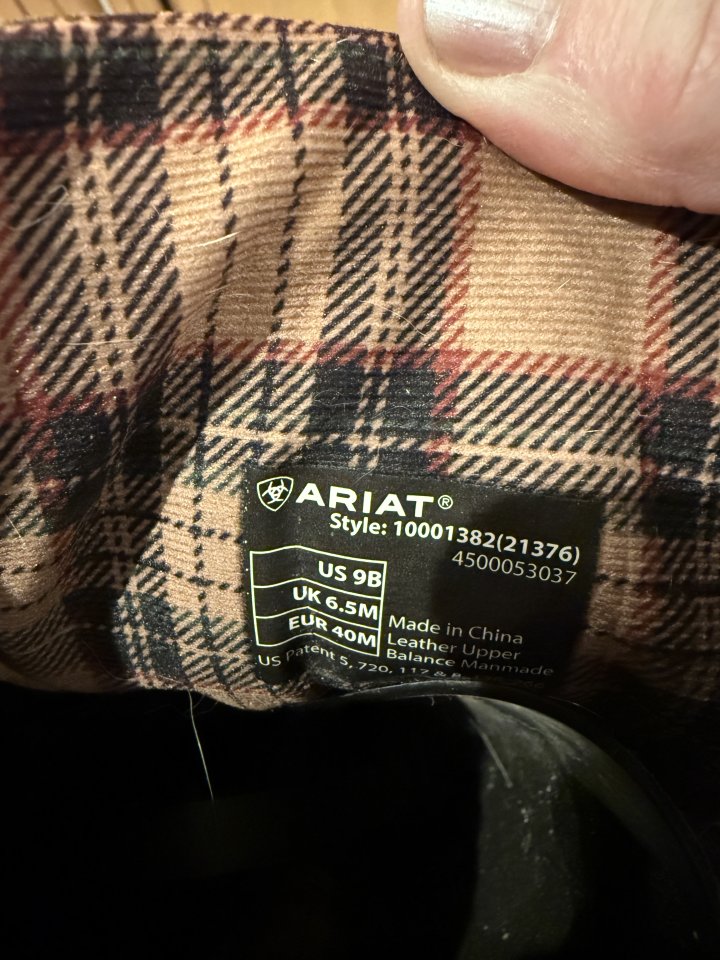 ARIAT®
Style: 10001382(21376)
4500053037
US 9B
UK 6.5M
EUR 40M
Made in China
Leather Upper
Balance Manmade
US Patent 5, 720, 117 &